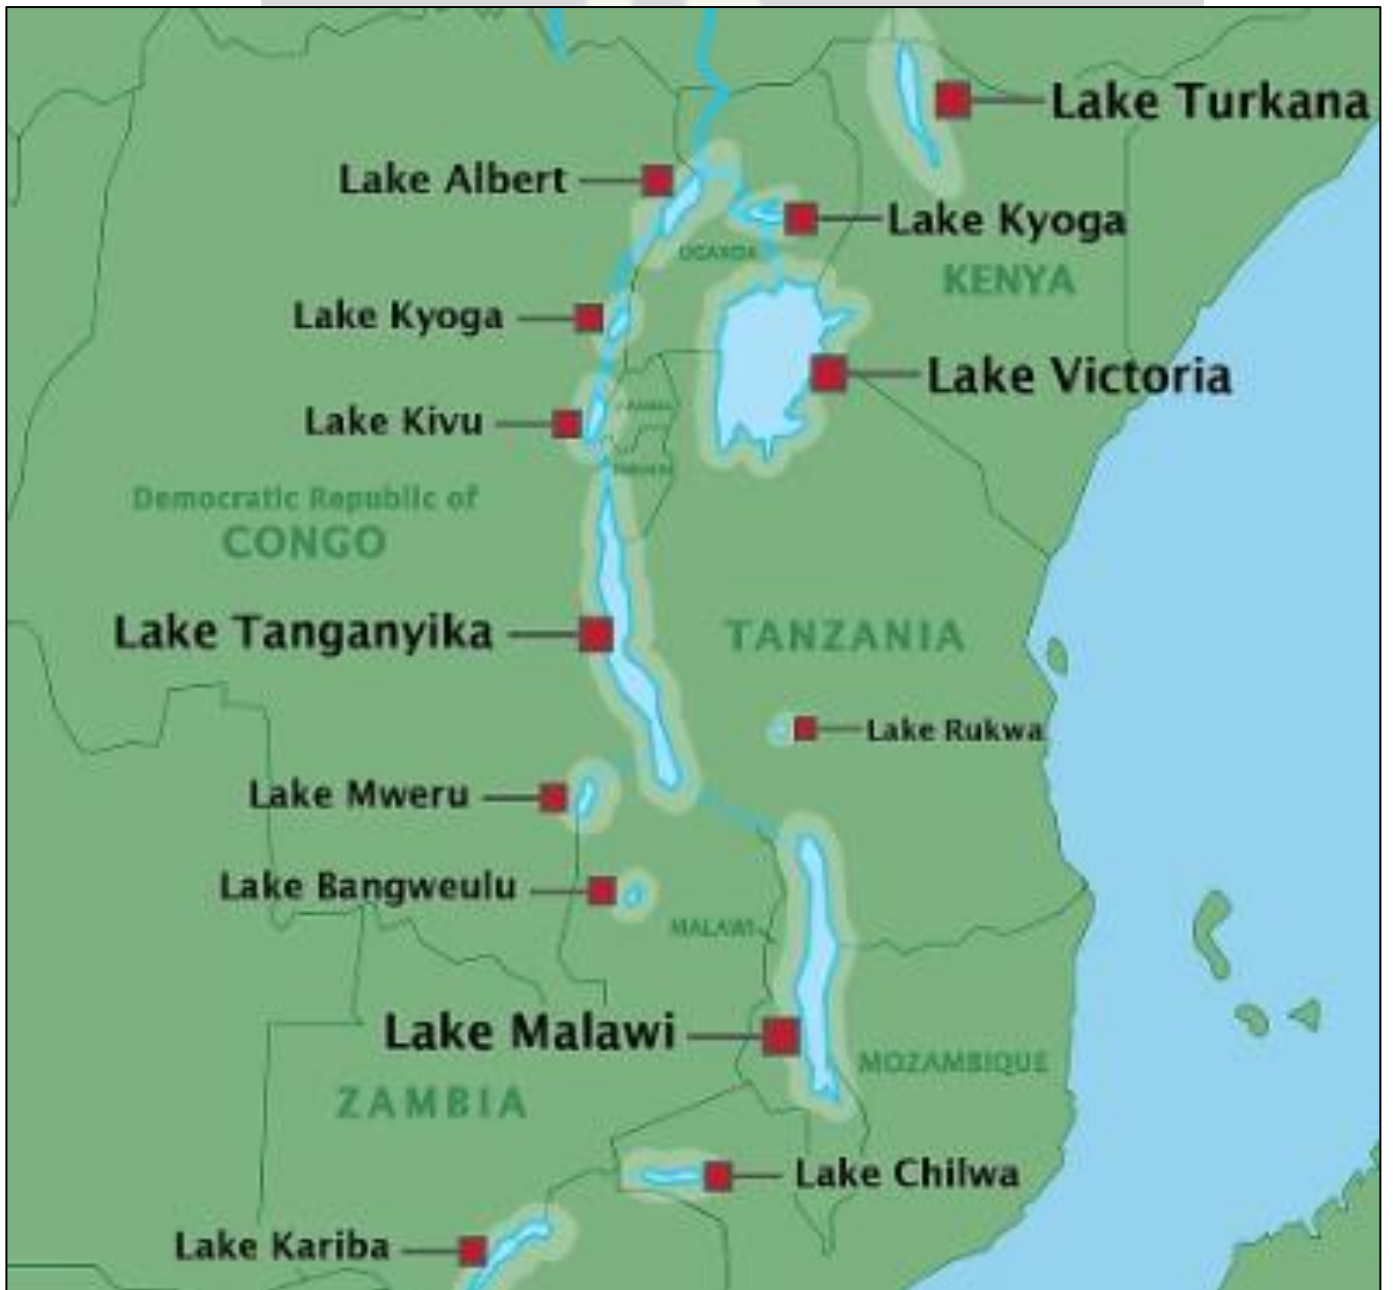 Lake Turkana
Lake Albert
Lake Kyoga
UGANDA
KENYA
Lake Kyoga
Lake Victoria
Lake Kivu
Democratic Republic of
CONGO
Lake Tanganyika
TANZANIA
Lake Rukwa
Lake Mweru
Lake Bangweulu
MALAWI
Lake Malawi
MOZAMBIQUE
ZAMBIA
Lake Chilwa
Lake Kariba